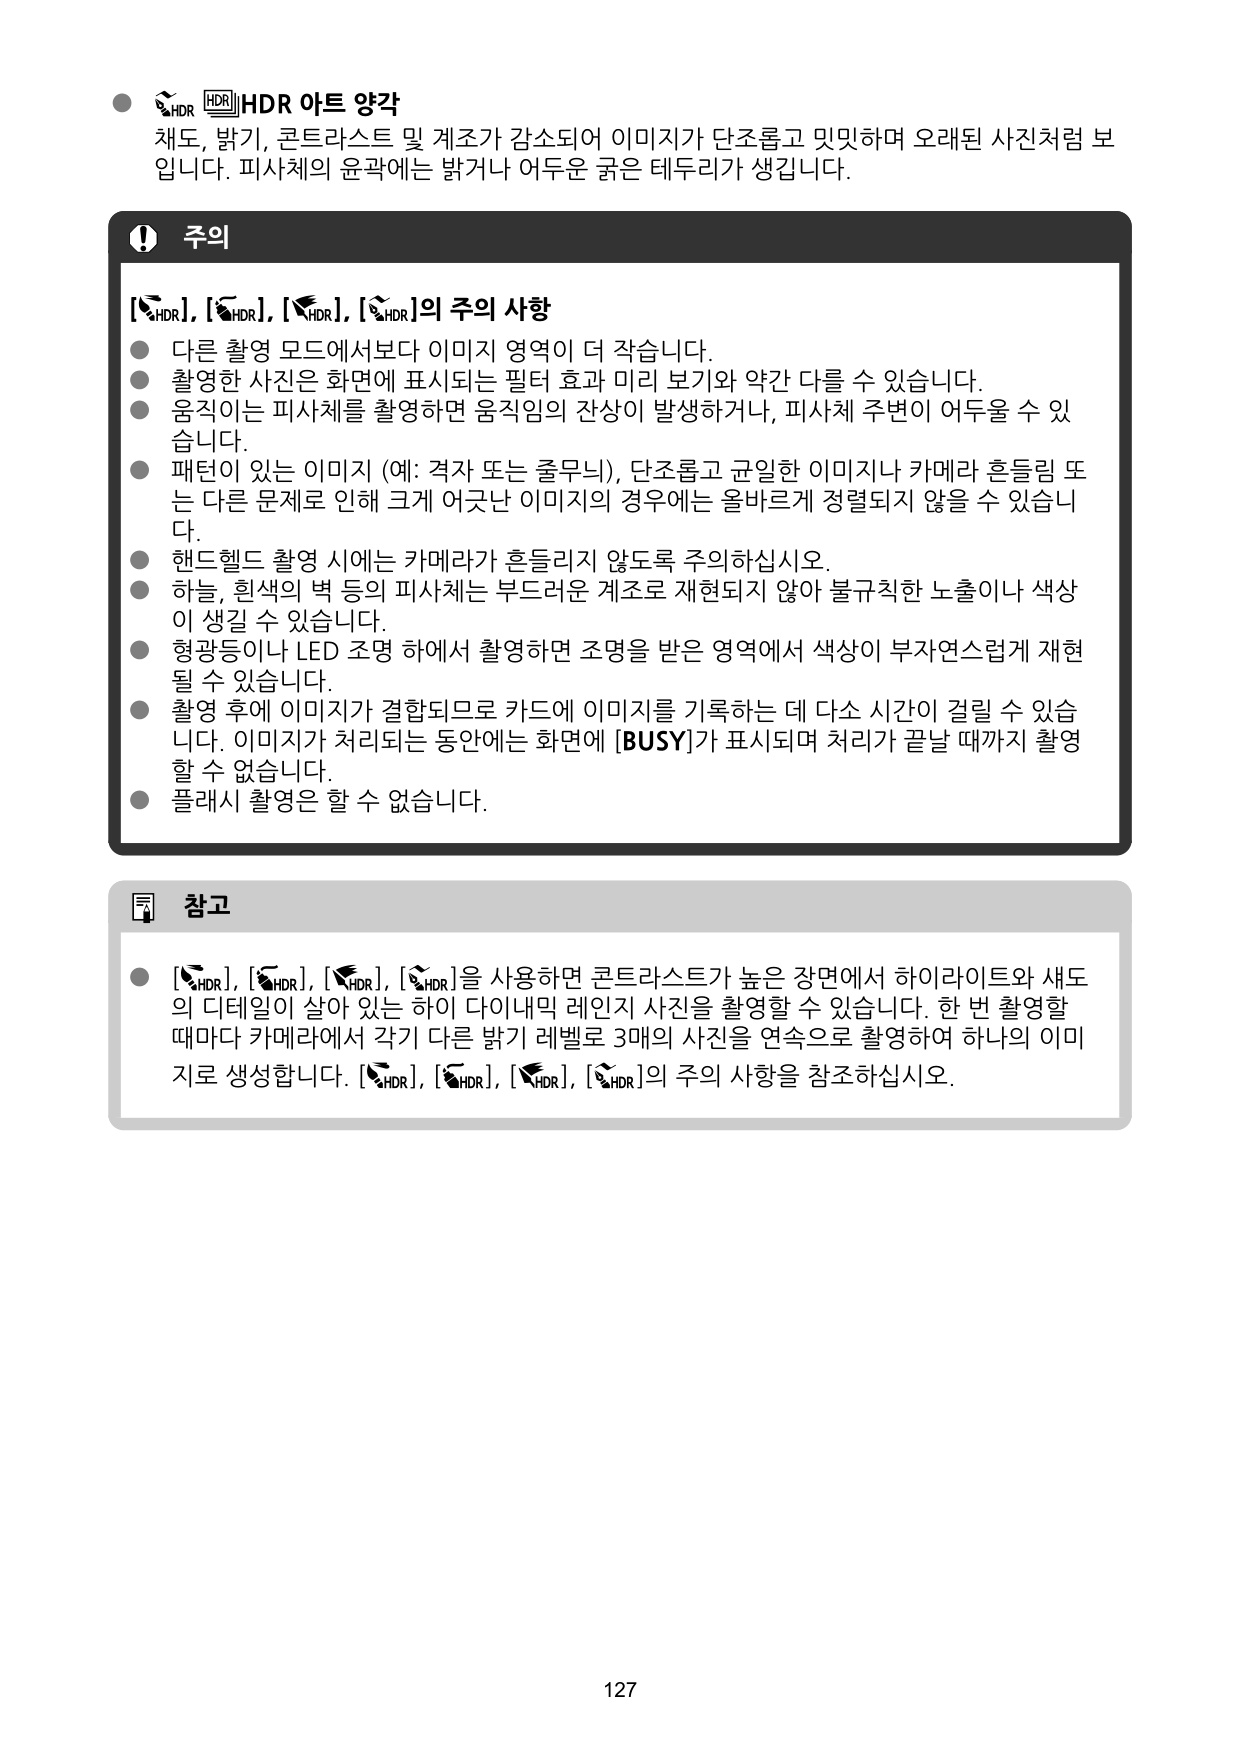 ● HDR HDR HDR 아트 양각
채도, 밝기, 콘트라스트 및 계조가 감소되어 이미지가 단조롭고 밋밋하며 오래된 사진처럼 보
입니다. 피사체의 윤곽에는 밝거나 어두운 굵은 테두리가 생깁니다.
주의
[HDR], [HDR], [HDR], [HDR]의 주의 사항
● 다른 촬영 모드에서보다 이미지 영역이 더 작습니다.
● 촬영한 사진은 화면에 표시되는 필터 효과 미리 보기와 약간 다를 수 있습니다.
● 움직이는 피사체를 촬영하면 움직임의 잔상이 발생하거나, 피사체 주변이 어두울 수 있
습니다.
● 패턴이 있는 이미지 (예: 격자 또는 줄무늬), 단조롭고 균일한 이미지나 카메라 흔들림 또
는 다른 문제로 인해 크게 어긋난 이미지의 경우에는 올바르게 정렬되지 않을 수 있습니
다.
● 핸드헬드 촬영 시에는 카메라가 흔들리지 않도록 주의하십시오.
● 하늘, 흰색의 벽 등의 피사체는 부드러운 계조로 재현되지 않아 불규칙한 노출이나 색상
이 생길 수 있습니다.
● 형광등이나 LED 조명 하에서 촬영하면 조명을 받은 영역에서 색상이 부자연스럽게 재현
될 수 있습니다.
● 촬영 후에 이미지가 결합되므로 카드에 이미지를 기록하는 데 다소 시간이 걸릴 수 있습
니다. 이미지가 처리되는 동안에는 화면에 [BUSY]가 표시되며 처리가 끝날 때까지 촬영
할 수 없습니다.
● 플래시 촬영은 할 수 없습니다.
참고
● [HDR], [HDR], [HDR], [HDR]을 사용하면 콘트라스트가 높은 장면에서 하이라이트와 섀도
의 디테일이 살아 있는 하이 다이내믹 레인지 사진을 촬영할 수 있습니다. 한 번 촬영할
때마다 카메라에서 각기 다른 밝기 레벨로 3매의 사진을 연속으로 촬영하여 하나의 이미
지로 생성합니다. [HDR], [HDR], [HDR], [HDR]의 주의 사항을 참조하십시오.
127